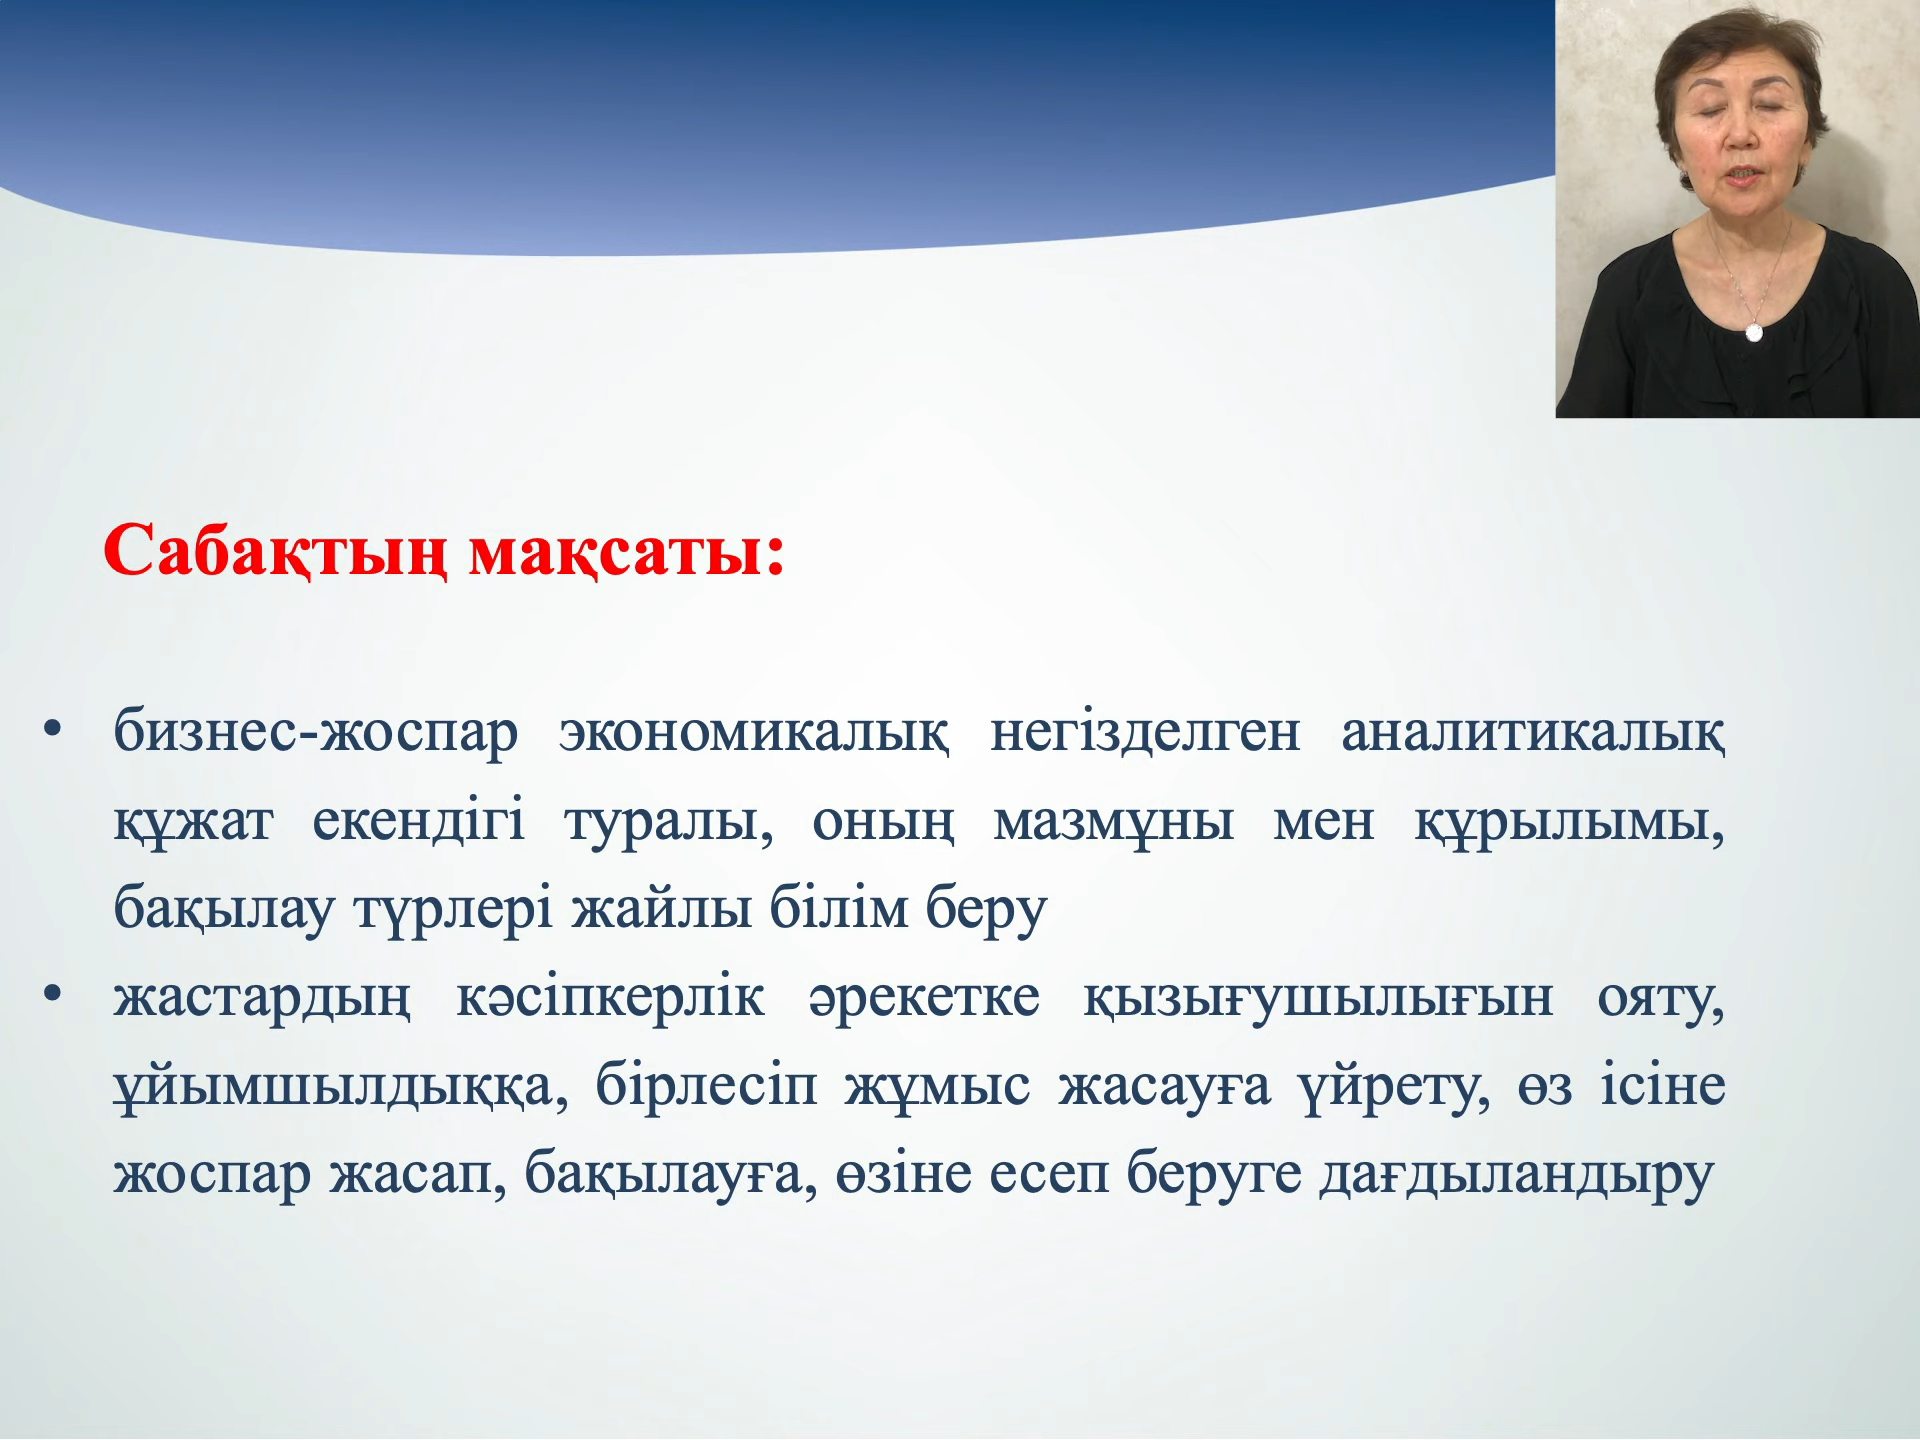 Сабақтың мақсаты:
• бизнес-жоспар экономикалық негізделген аналитикалық
құжат екендігі туралы, оның мазмұны мен құрылымы,
бақылау түрлері жайлы білім беру
• жастардың кәсіпкерлік әрекетке қызығушылығын ояту,
ұйымшылдыққа, бірлесіп жұмыс жасауға үйрету, өз ісіне
жоспар жасап, бақылауға, өзіне есеп беруге дағдыландыру